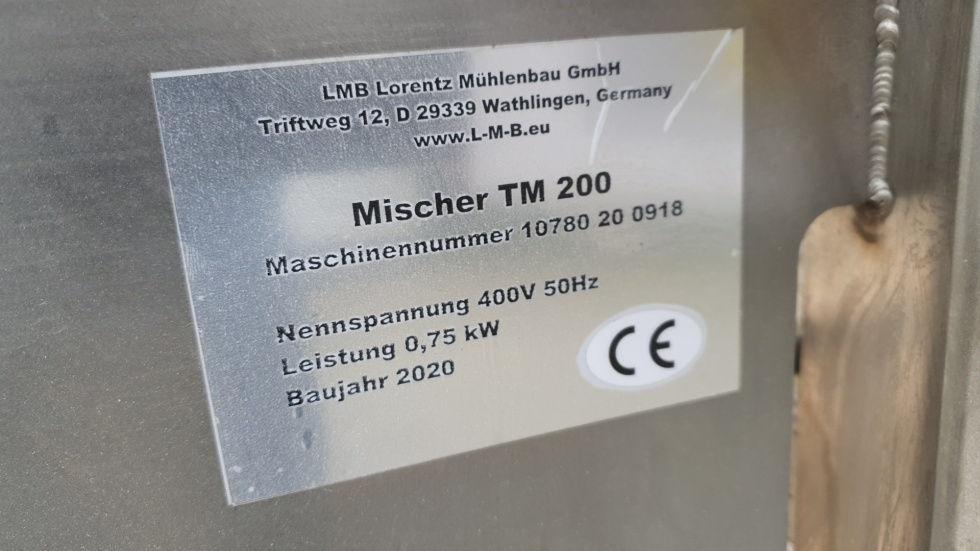 LMB Lorentz Mühlenbau GmbH
Triftweg 12, D 29339 Wathlingen, Germany
www.L-M-B.eu
Mischer TM 200
Maschinennummer 10780 20 0918
Nennspannung 400V 50Hz
Leistung 0,75 kW
Baujahr 2020
CE